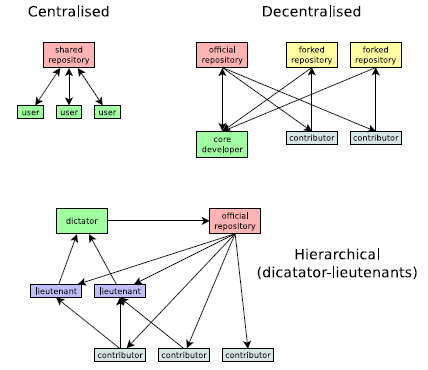 Centralised
Decentralised
shared
repository
user
user
user
official
repository
forked
repository
forked
repository
core
developer
contributor
contributor
dictator
official
repository
Hierarchical
(dicatator-lieutenants)
lieutenant
lieutenant
contributor
contributor
contributor